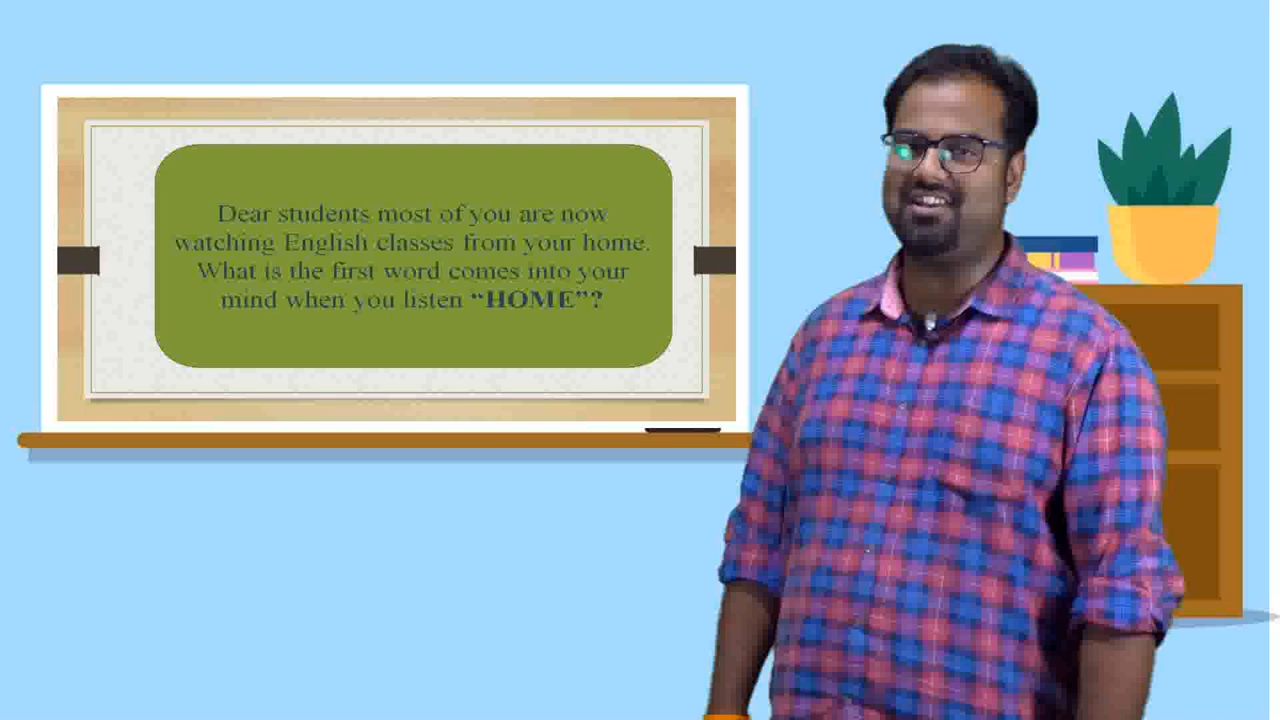 Dear students most of you are now
watching English classes from your home.
What is the first word comes into your
mind when you listen “HOME”?